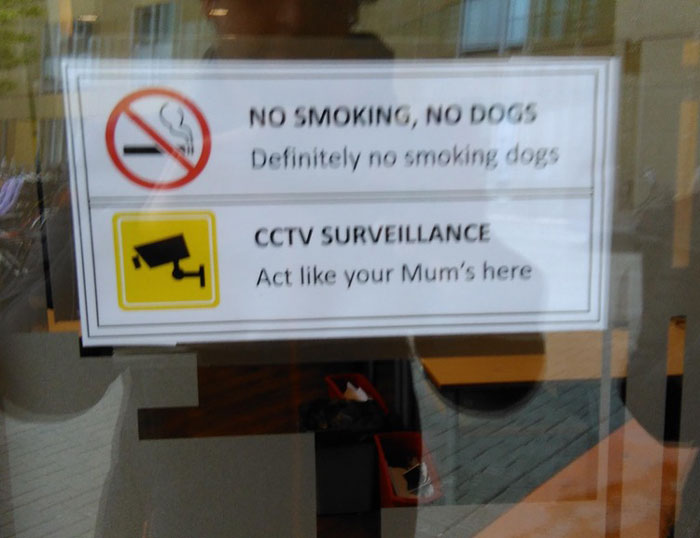 NO SMOKING, NO DOGS
Definitely no smoking dogs
CCTV SURVEILLANCE
Act like your Mum's here